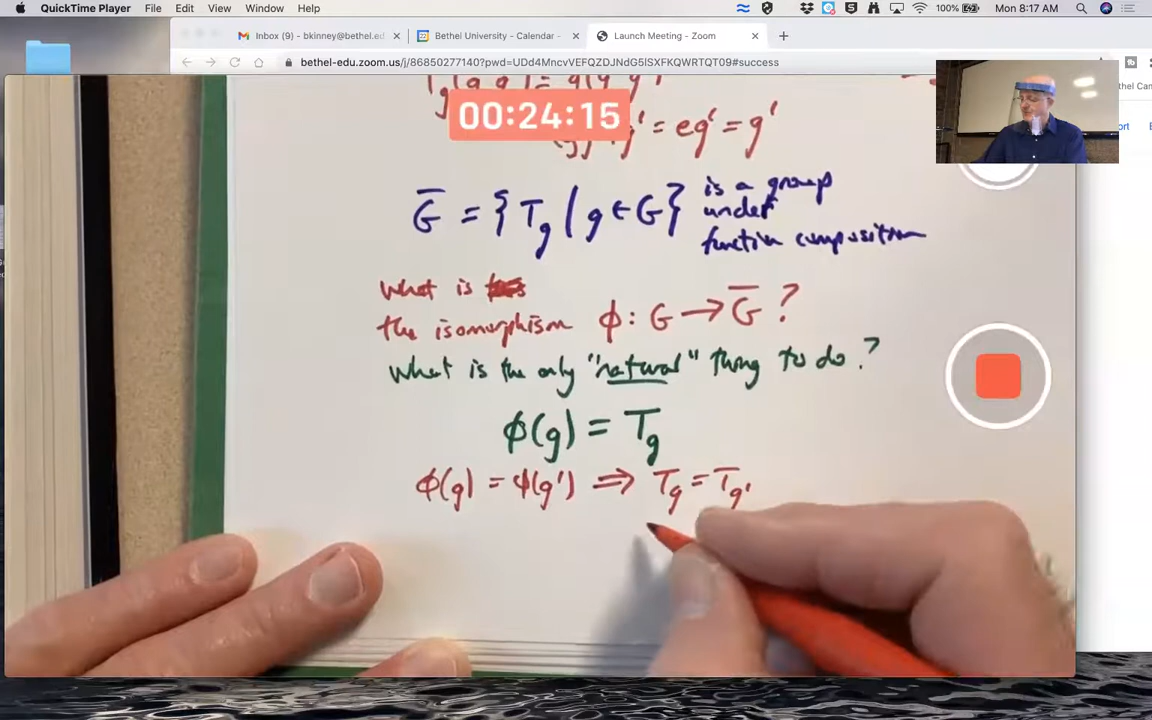 QuickTime Player File Edit View Window Help 100% Mon 8:17 AM
Inbox (9) - bkinney@bethel.ed × Bethel University - Calendar - × Launch Meeting - Zoom × +
bethel-edu.zoom.us/j/86850277140?pwd=UDd4MncvVEFQZDJNdG5lSXFKQWRTQT09#success
00:24:15
g' = eg' = g'
Ḡ = {T_g | g ∈ G} is a group
under
function composition
What is
the isomorphism φ: G → Ḡ ?
What is the only "natural" thing to do?
φ(g) = T_g
φ(g) = φ(g') ⇒ T_g = T_g'